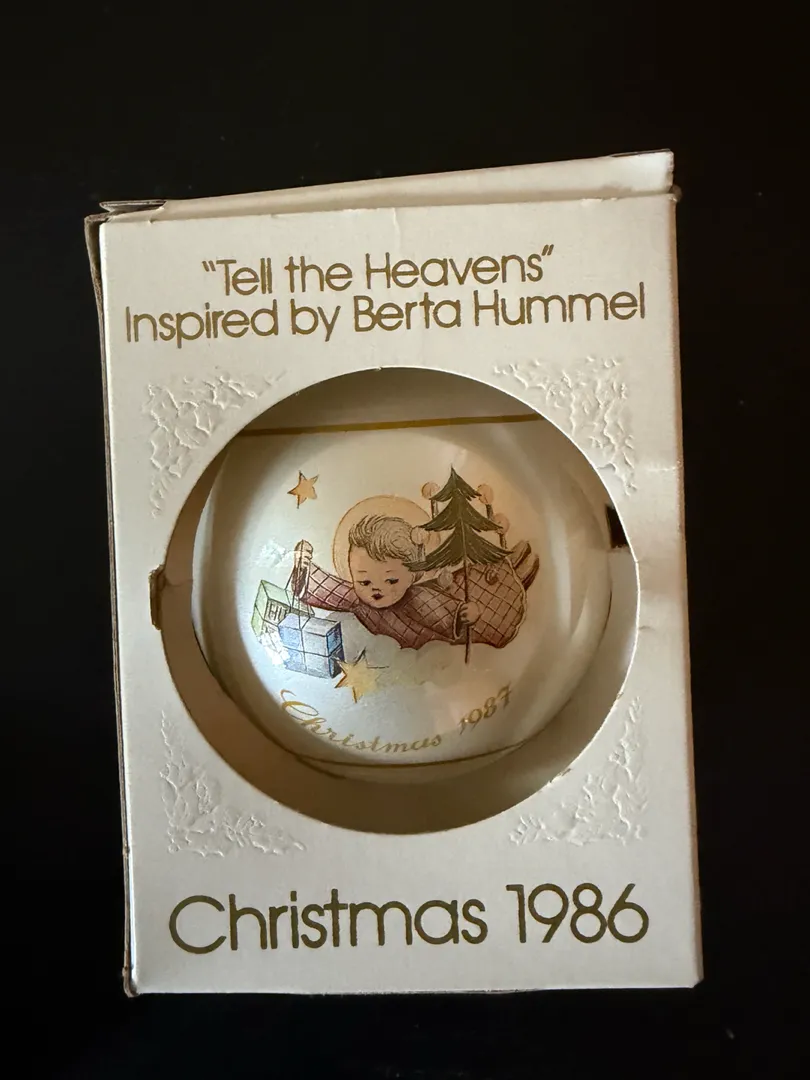 "Tell the Heavens"
Inspired by Berta Hummel
Christmas 1987
Christmas 1986